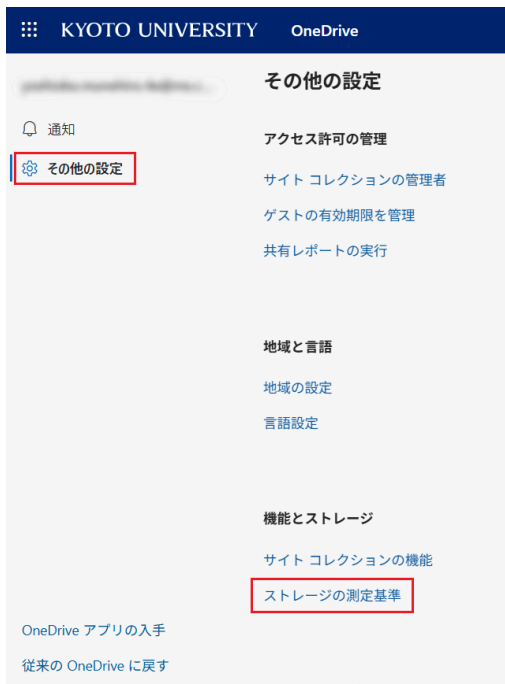 KYOTO UNIVERSITY OneDrive
その他の設定
通知
アクセス許可の管理
その他の設定
サイト コレクションの管理者
ゲストの有効期限を管理
共有レポートの実行
地域と言語
地域の設定
言語設定
機能とストレージ
サイト コレクションの機能
ストレージの測定基準
OneDrive アプリの入手
従来の OneDrive に戻す